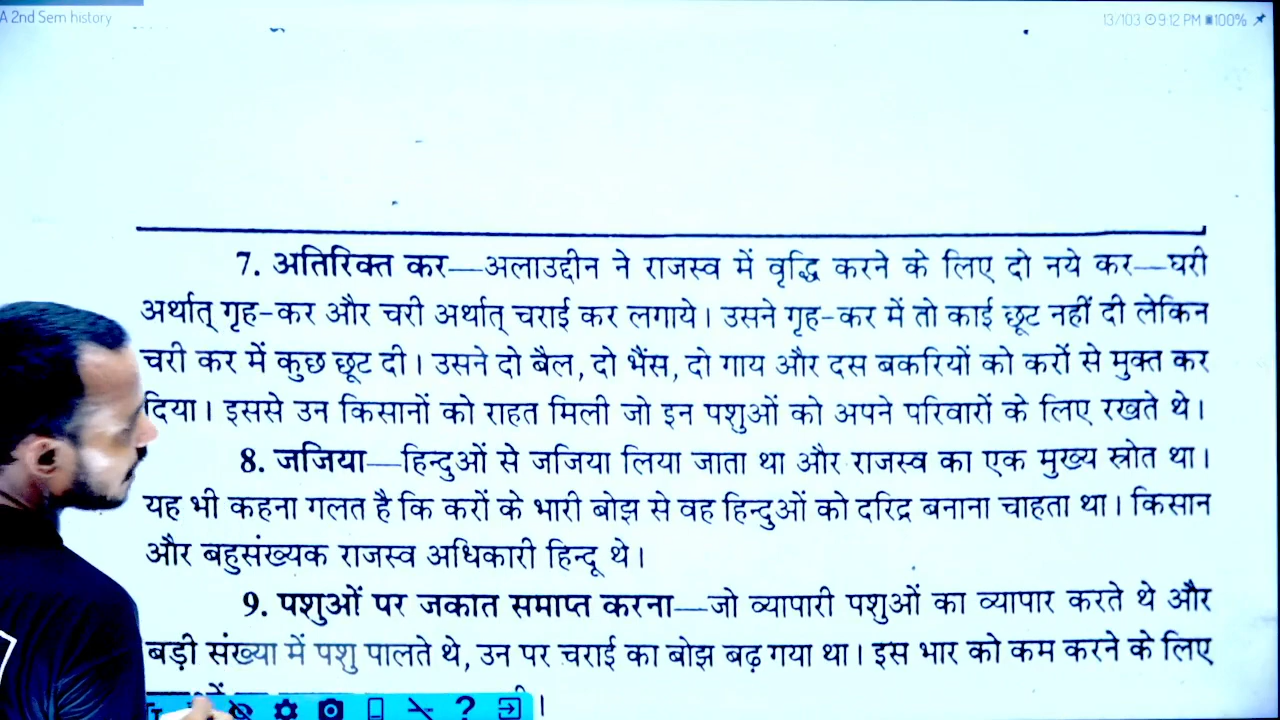 A 2nd Sem history
13/103 9:12 PM 100%
7. अतिरिक्त कर—अलाउद्दीन ने राजस्व में वृद्धि करने के लिए दो नये कर—घरी
अर्थात् गृह-कर और चरी अर्थात् चराई कर लगाये। उसने गृह-कर में तो काई छूट नहीं दी लेकिन
चरी कर में कुछ छूट दी। उसने दो बैल, दो भैंस, दो गाय और दस बकरियों को करों से मुक्त कर
दिया। इससे उन किसानों को राहत मिली जो इन पशुओं को अपने परिवारों के लिए रखते थे।
8. जजिया—हिन्दुओं से जजिया लिया जाता था और राजस्व का एक मुख्य स्रोत था।
यह भी कहना गलत है कि करों के भारी बोझ से वह हिन्दुओं को दरिद्र बनाना चाहता था। किसान
और बहुसंख्यक राजस्व अधिकारी हिन्दू थे।
9. पशुओं पर जकात समाप्त करना—जो व्यापारी पशुओं का व्यापार करते थे और
बड़ी संख्या में पशु पालते थे, उन पर चराई का बोझ बढ़ गया था। इस भार को कम करने के लिए